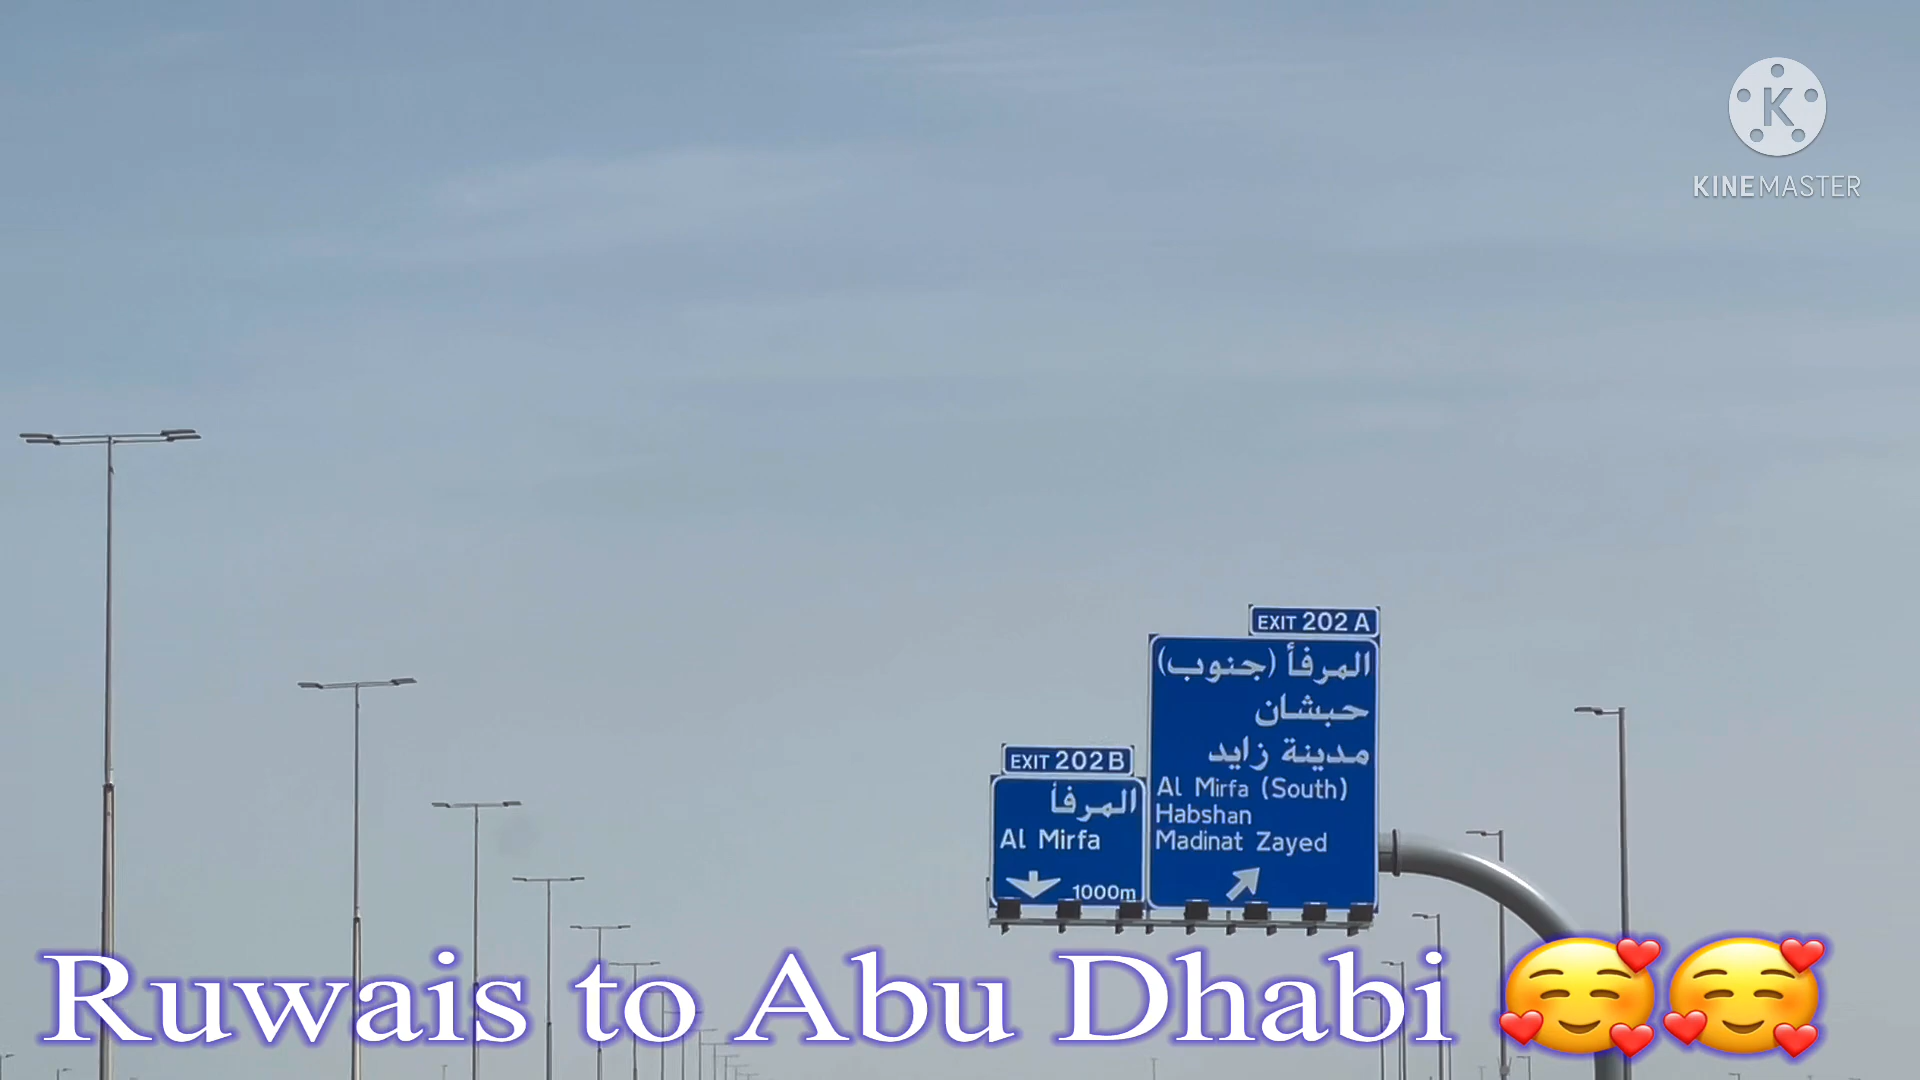 KINEMASTER
EXIT 202 A
المرفأ (جنوب)
حبشان
مدينة زايد
Al Mirfa (South)
Habshan
Madinat Zayed
EXIT 202 B
المرفأ
Al Mirfa
1000m
Ruwais to Abu Dhabi 🥰🥰